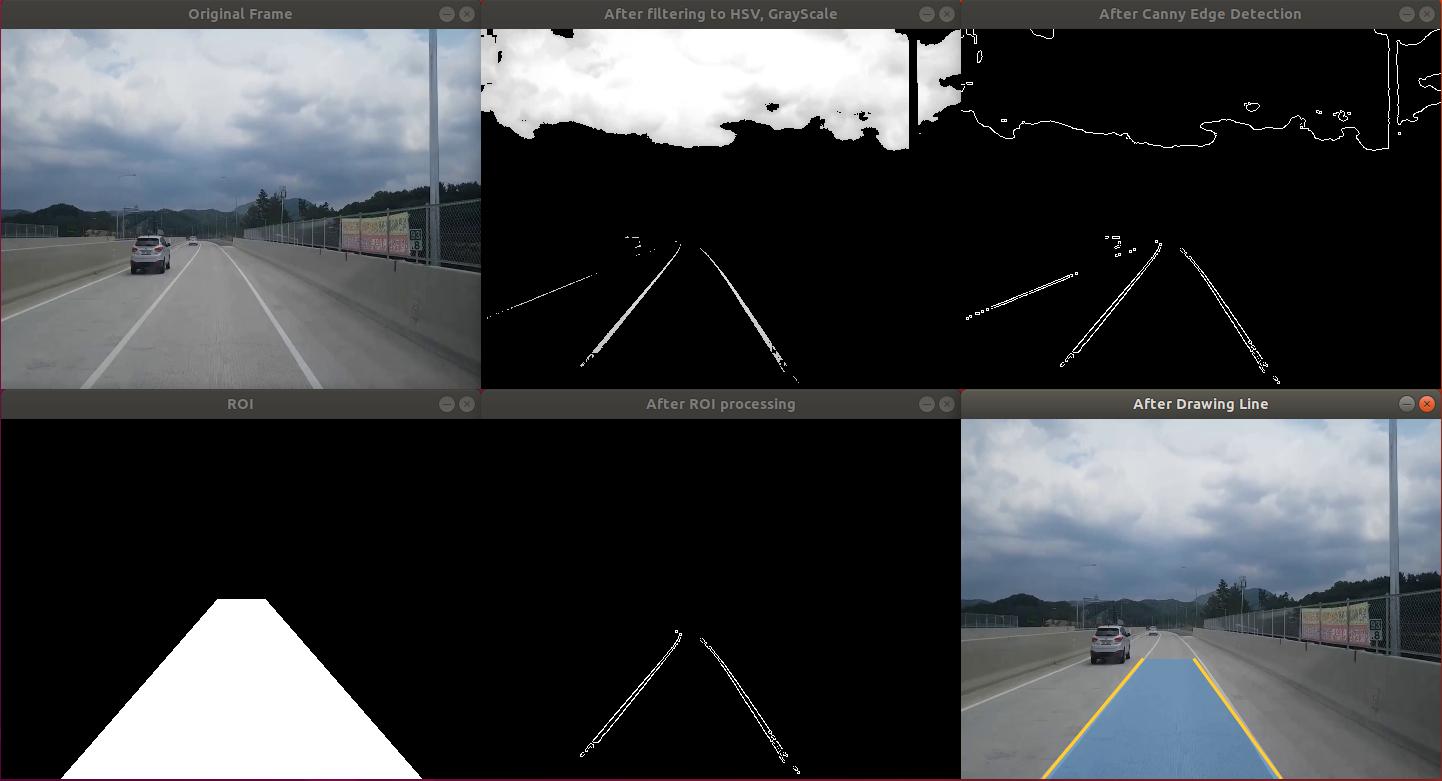 Original Frame
After filtering to HSV, GrayScale
After Canny Edge Detection
ROI
After ROI processing
After Drawing Line